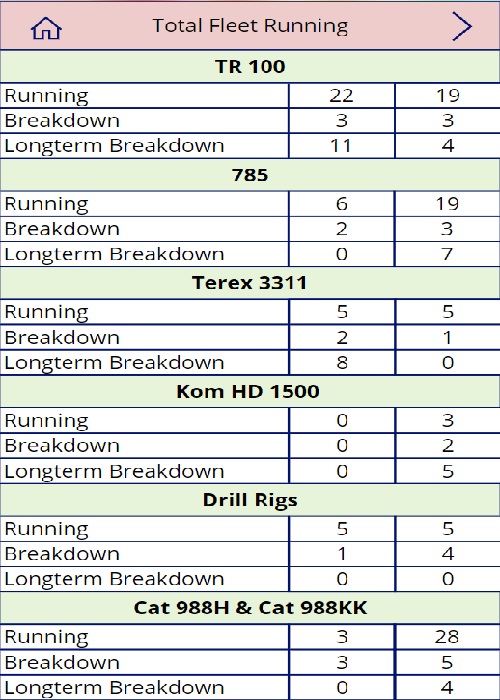 Total Fleet Running
TR 100
Running 22 19
Breakdown 3 3
Longterm Breakdown 11 4
785
Running 6 19
Breakdown 2 3
Longterm Breakdown 0 7
Terex 3311
Running 5 5
Breakdown 2 1
Longterm Breakdown 8 0
Kom HD 1500
Running 0 3
Breakdown 0 2
Longterm Breakdown 0 5
Drill Rigs
Running 5 5
Breakdown 1 4
Longterm Breakdown 0 0
Cat 988H & Cat 988KK
Running 3 28
Breakdown 3 5
Longterm Breakdown 0 4